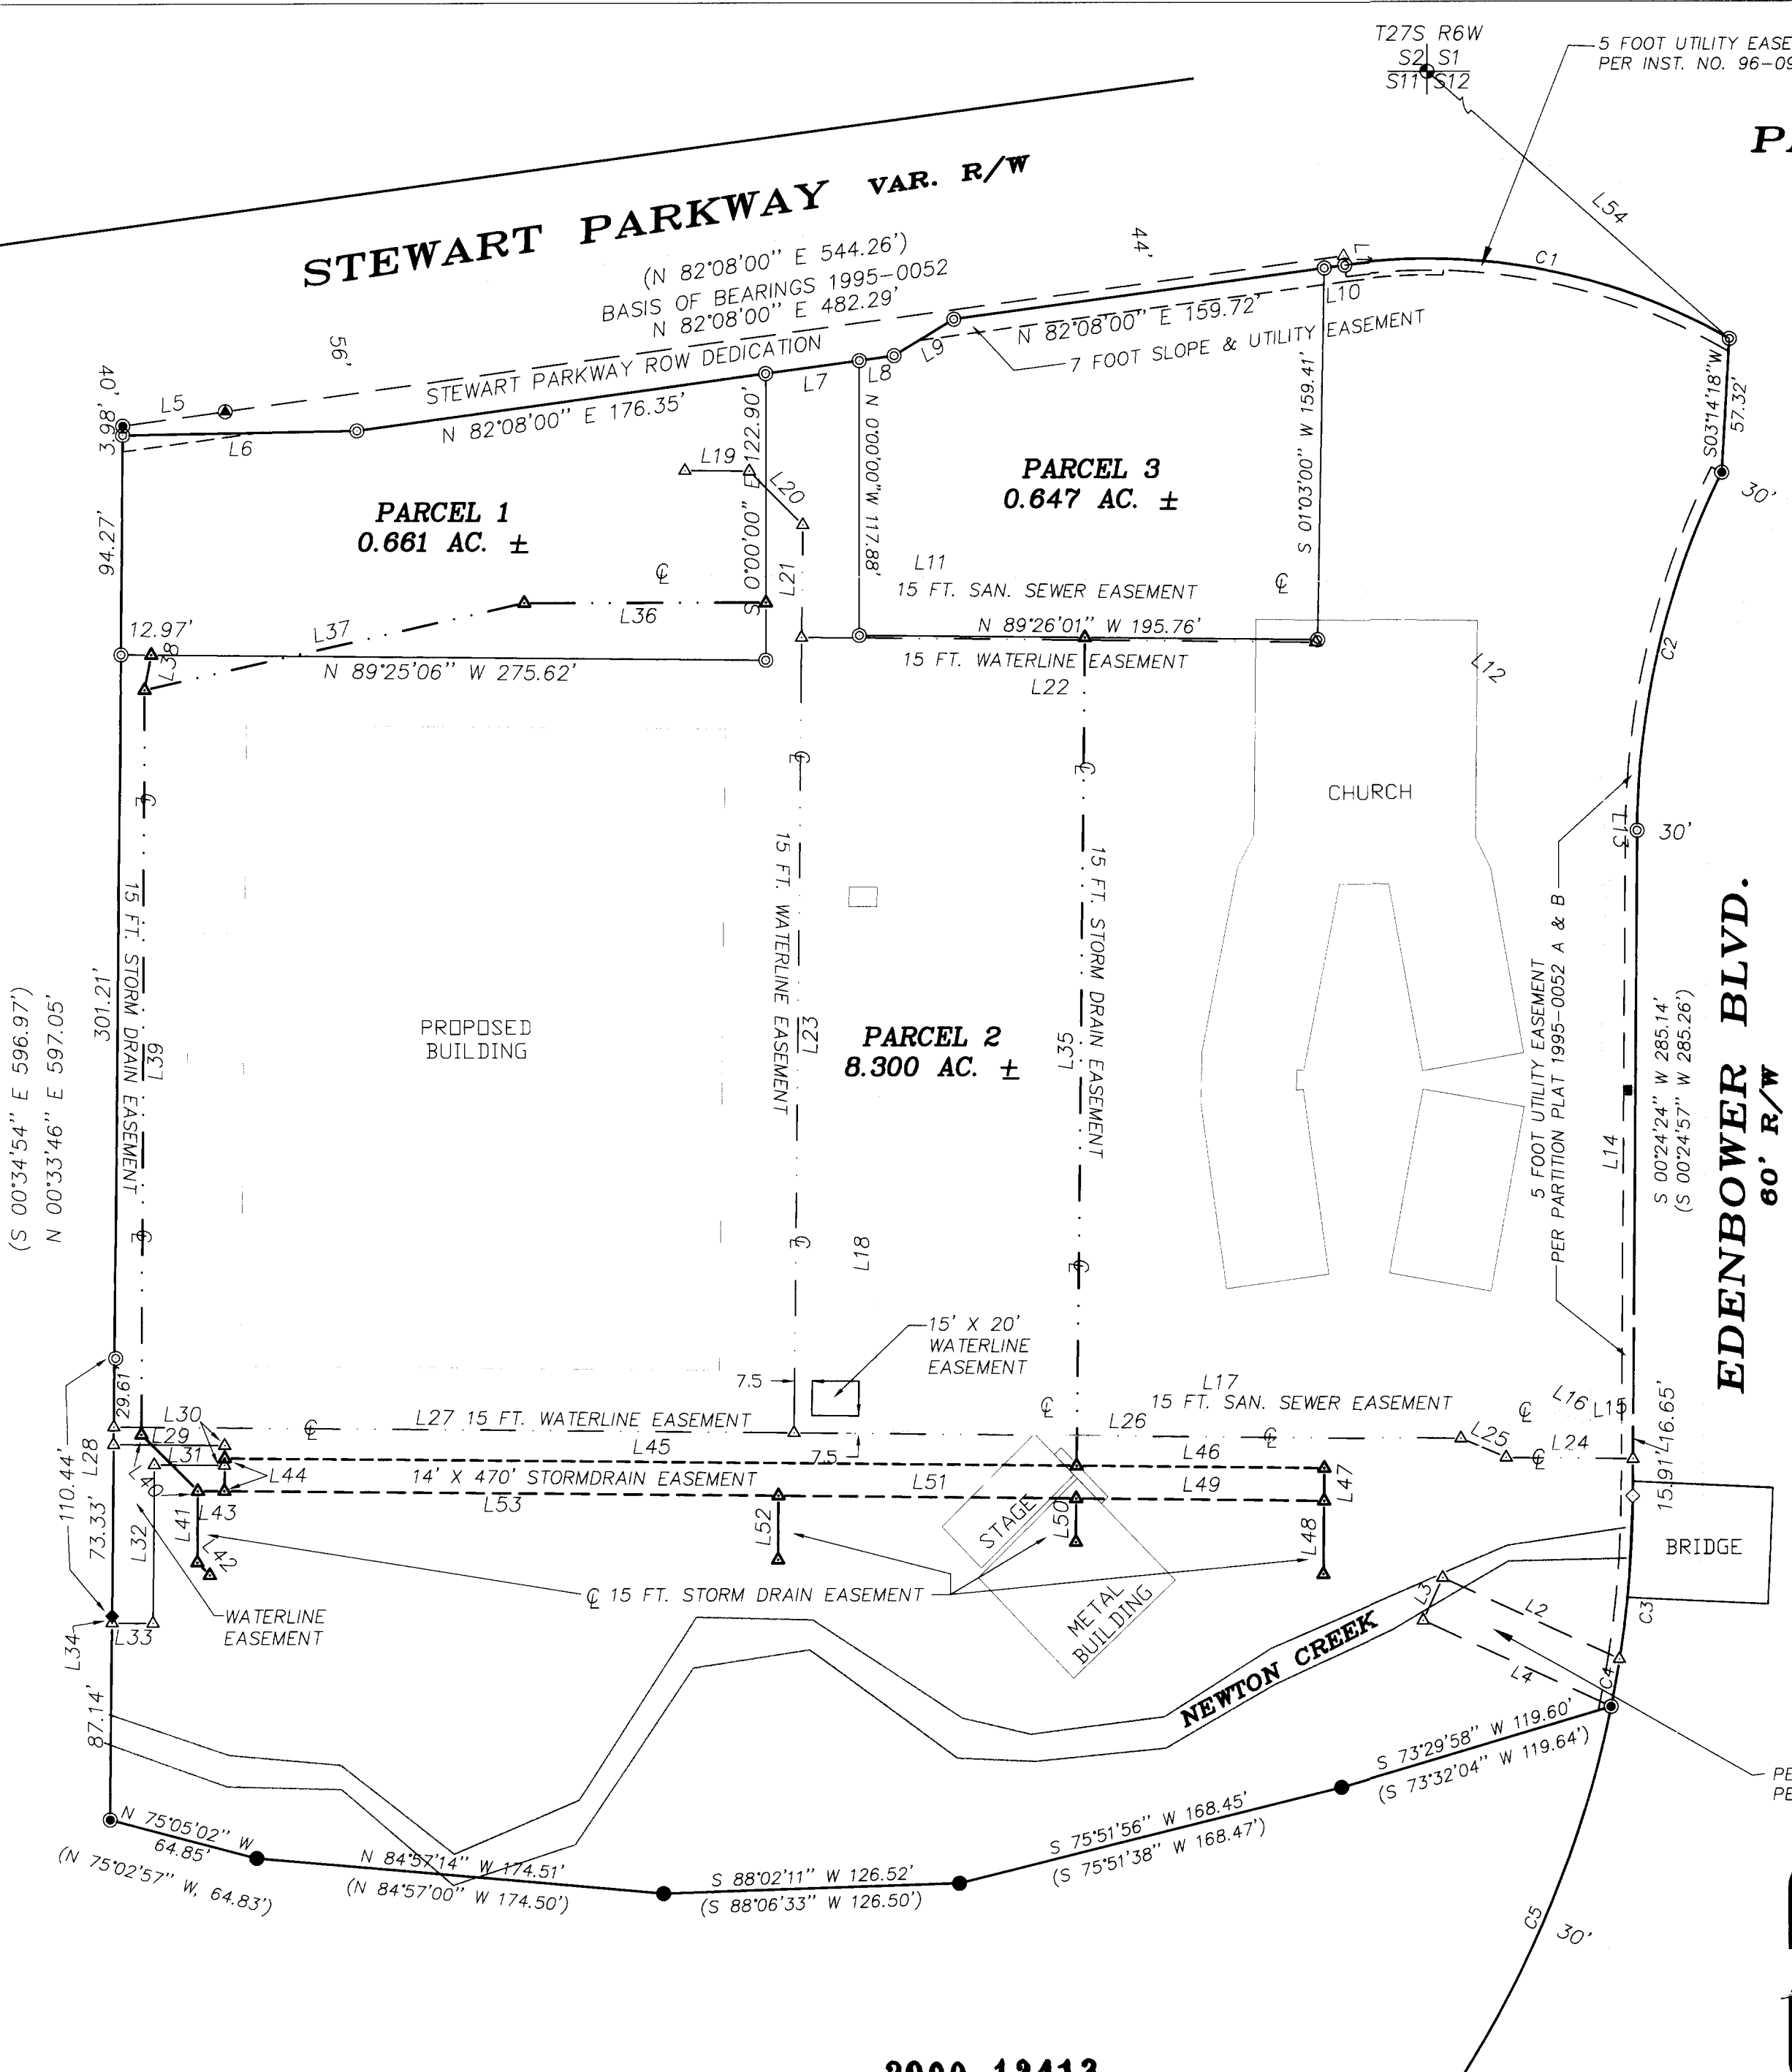 T27S R6W
S2 S1
S11 S12
5 FOOT UTILITY
PER INST. NO.
L54
STEWART PARKWAY VAR. R/W
(N 82°08'00" E 544.26')
BASIS OF BEARINGS 1995-0052
N 82°08'00" E 482.29'
STEWART PARKWAY ROW DEDICATION
44'
56'
40'
3.98'
L5
L6
N 82°08'00" E 176.35'
L7
L8
L9
N 82°08'00" E 159.72'
7 FOOT SLOPE & UTILITY EASEMENT
L1
L10
C1
S03°14'18"W
57.32'
30'
C2
94.27'
PARCEL 1
0.661 AC. ±
L19
L20
L21
S 0°00'00" E 122.90'
N 0°00'00"W 117.88'
PARCEL 3
0.647 AC. ±
S 01°03'00" W 159.41'
L11
15 FT. SAN. SEWER EASEMENT
N 89°26'01" W 195.76'
15 FT. WATERLINE EASEMENT
L22
L12
12.97'
L38
L37
L36
N 89°25'06" W 275.62'
CHURCH
L13
30'
(S 00°34'54" E 596.97')
N 00°33'46" E 597.05'
301.21'
15 FT. STORM DRAIN EASEMENT
L39
PROPOSED
BUILDING
15 FT. WATERLINE EASEMENT
L23
PARCEL 2
8.300 AC. ±
L35
15 FT. STORM DRAIN EASEMENT
5 FOOT UTILITY EASEMENT
PER PARTITION PLAT 1995-0052 A & B
L14
S 00°24'24" W 285.14'
(S 00°24'57" W 285.26')
EDENBOWER BLVD.
60' R/W
L18
15' X 20'
WATERLINE
EASEMENT
7.5
7.5
L17
15 FT. SAN. SEWER EASEMENT
L16
L15
16.65'
15.91'
29.61'
110.44'
L28
73.33'
L30
L29
L31
L27 15 FT. WATERLINE EASEMENT
L26
L25
L24
L45
L46
L47
L40
L44
14' X 470' STORMDRAIN EASEMENT
L51
L49
L43
L53
L41
L42
L32
L52
L50
L48
STAGE
METAL
BUILDING
BRIDGE
℄ 15 FT. STORM DRAIN EASEMENT
WATERLINE
EASEMENT
L33
L34
87.14'
NEWTON CREEK
L3
L2
L4
C3
C4
S 73°29'58" W 119.60'
(S 73°32'04" W 119.64')
S 75°51'56" W 168.45'
(S 75°51'38" W 168.47')
S 88°02'11" W 126.52'
(S 88°06'33" W 126.50')
N 84°57'14" W 174.51'
(N 84°57'00" W 174.50')
N 75°05'02" W
64.85'
(N 75°02'57" W, 64.83')
C5
30'